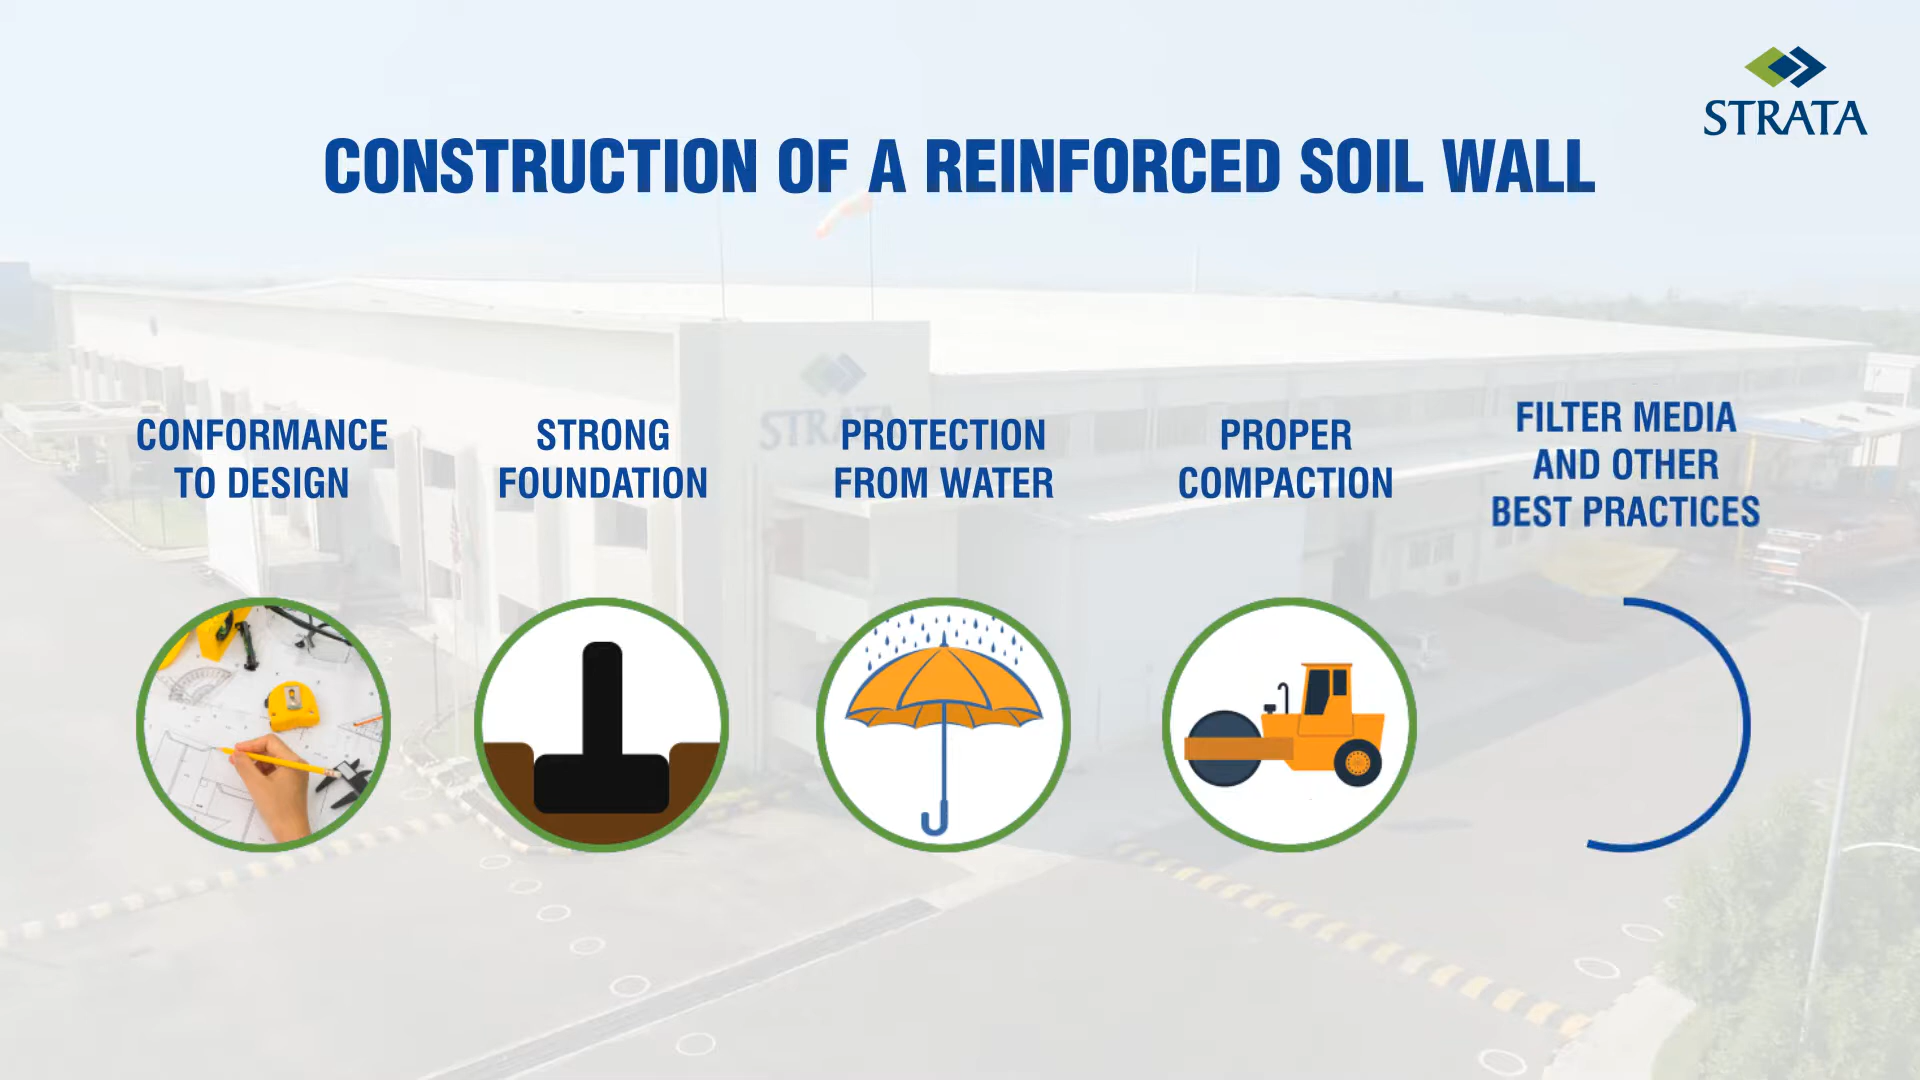 STRATA
CONSTRUCTION OF A REINFORCED SOIL WALL
STRATA
CONFORMANCE
TO DESIGN
STRONG
FOUNDATION
PROTECTION
FROM WATER
PROPER
COMPACTION
FILTER MEDIA
AND OTHER
BEST PRACTICES